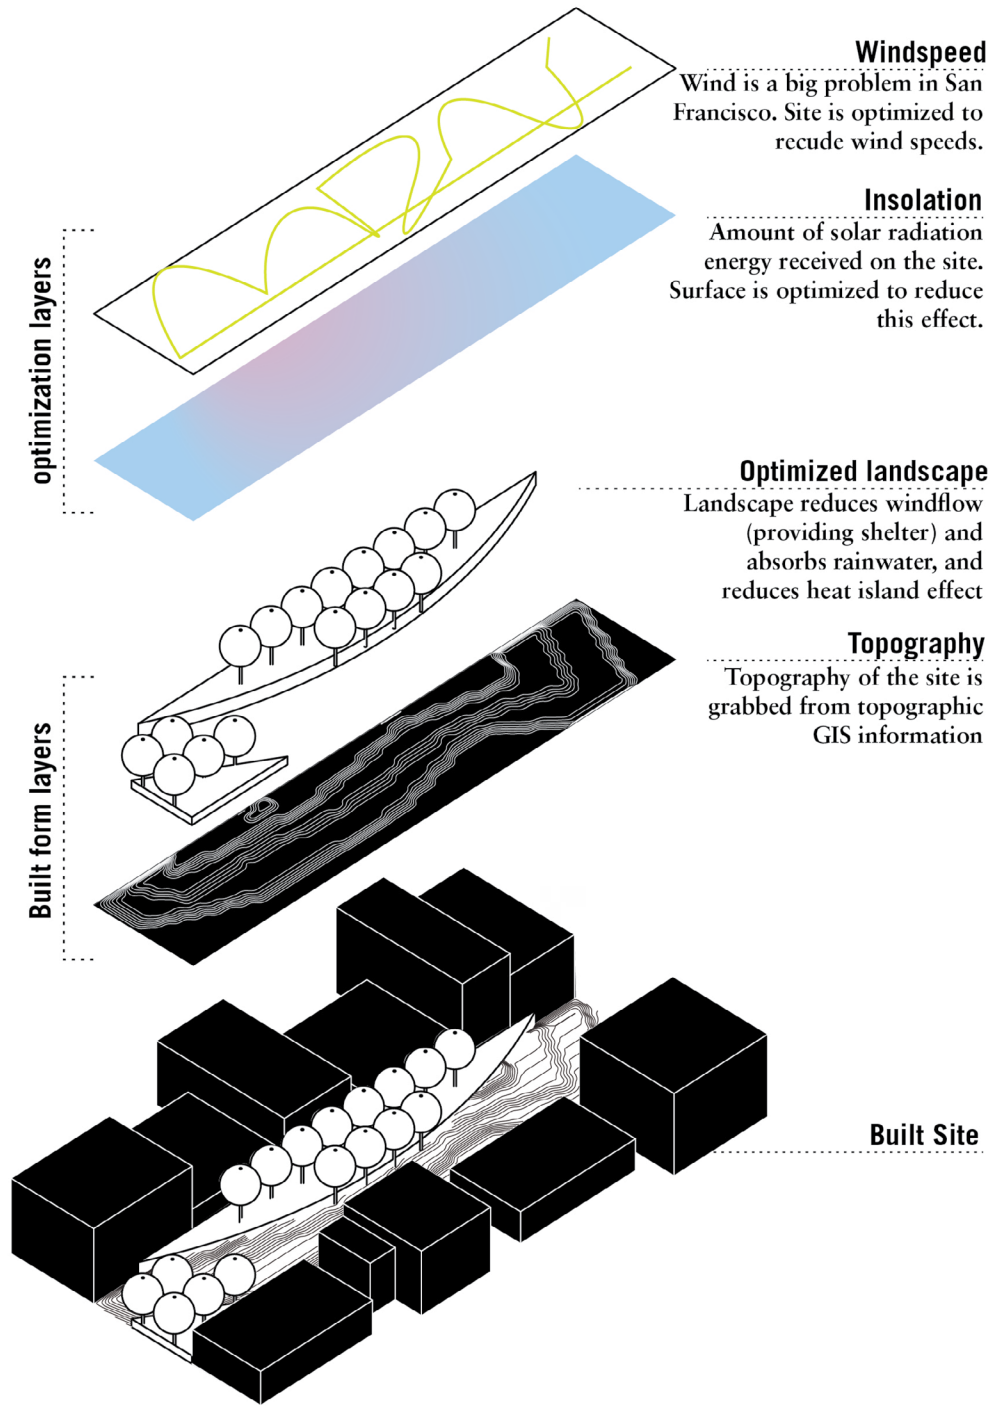 Windspeed
Wind is a big problem in San
Francisco. Site is optimized to
recude wind speeds.
Insolation
Amount of solar radiation
energy received on the site.
Surface is optimized to reduce
this effect.
optimization layers
Optimized landscape
Landscape reduces windflow
(providing shelter) and
absorbs rainwater, and
reduces heat island effect
Topography
Topography of the site is
grabbed from topographic
GIS information
Built form layers
Built Site